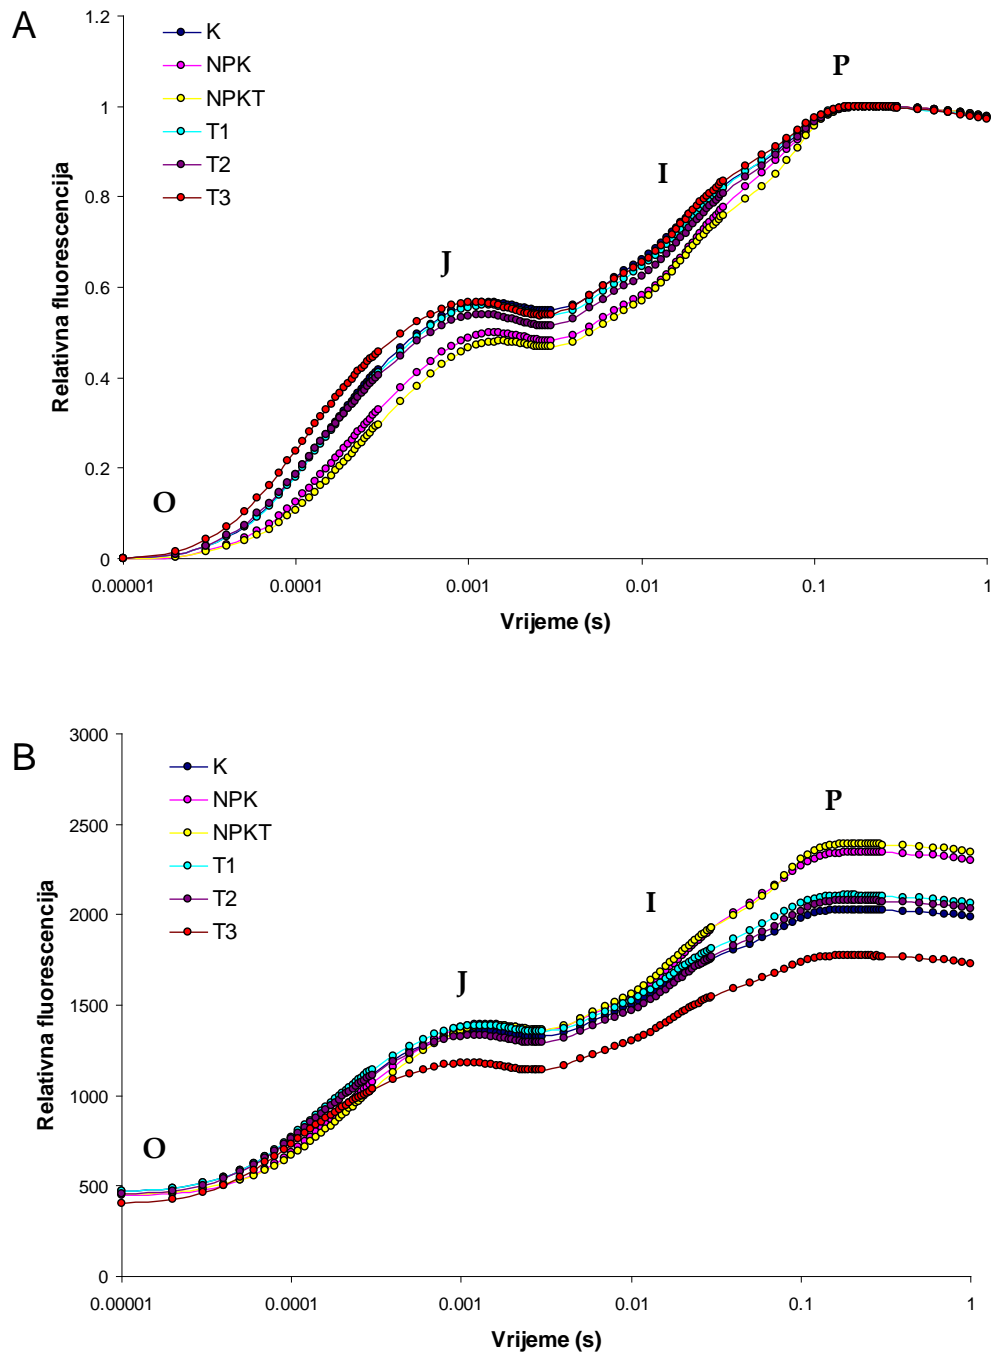 A
K
NPK
NPKT
T1
T2
T3
1.2
1
0.8
0.6
0.4
0.2
0
O
J
I
P
Relativna fluorescencija
0.00001
0.0001
0.001
0.01
0.1
1
Vrijeme (s)
B
K
NPK
NPKT
T1
T2
T3
3000
2500
2000
1500
1000
500
0
O
J
I
P
Relativna fluorescencija
0.00001
0.0001
0.001
0.01
0.1
1
Vrijeme (s)